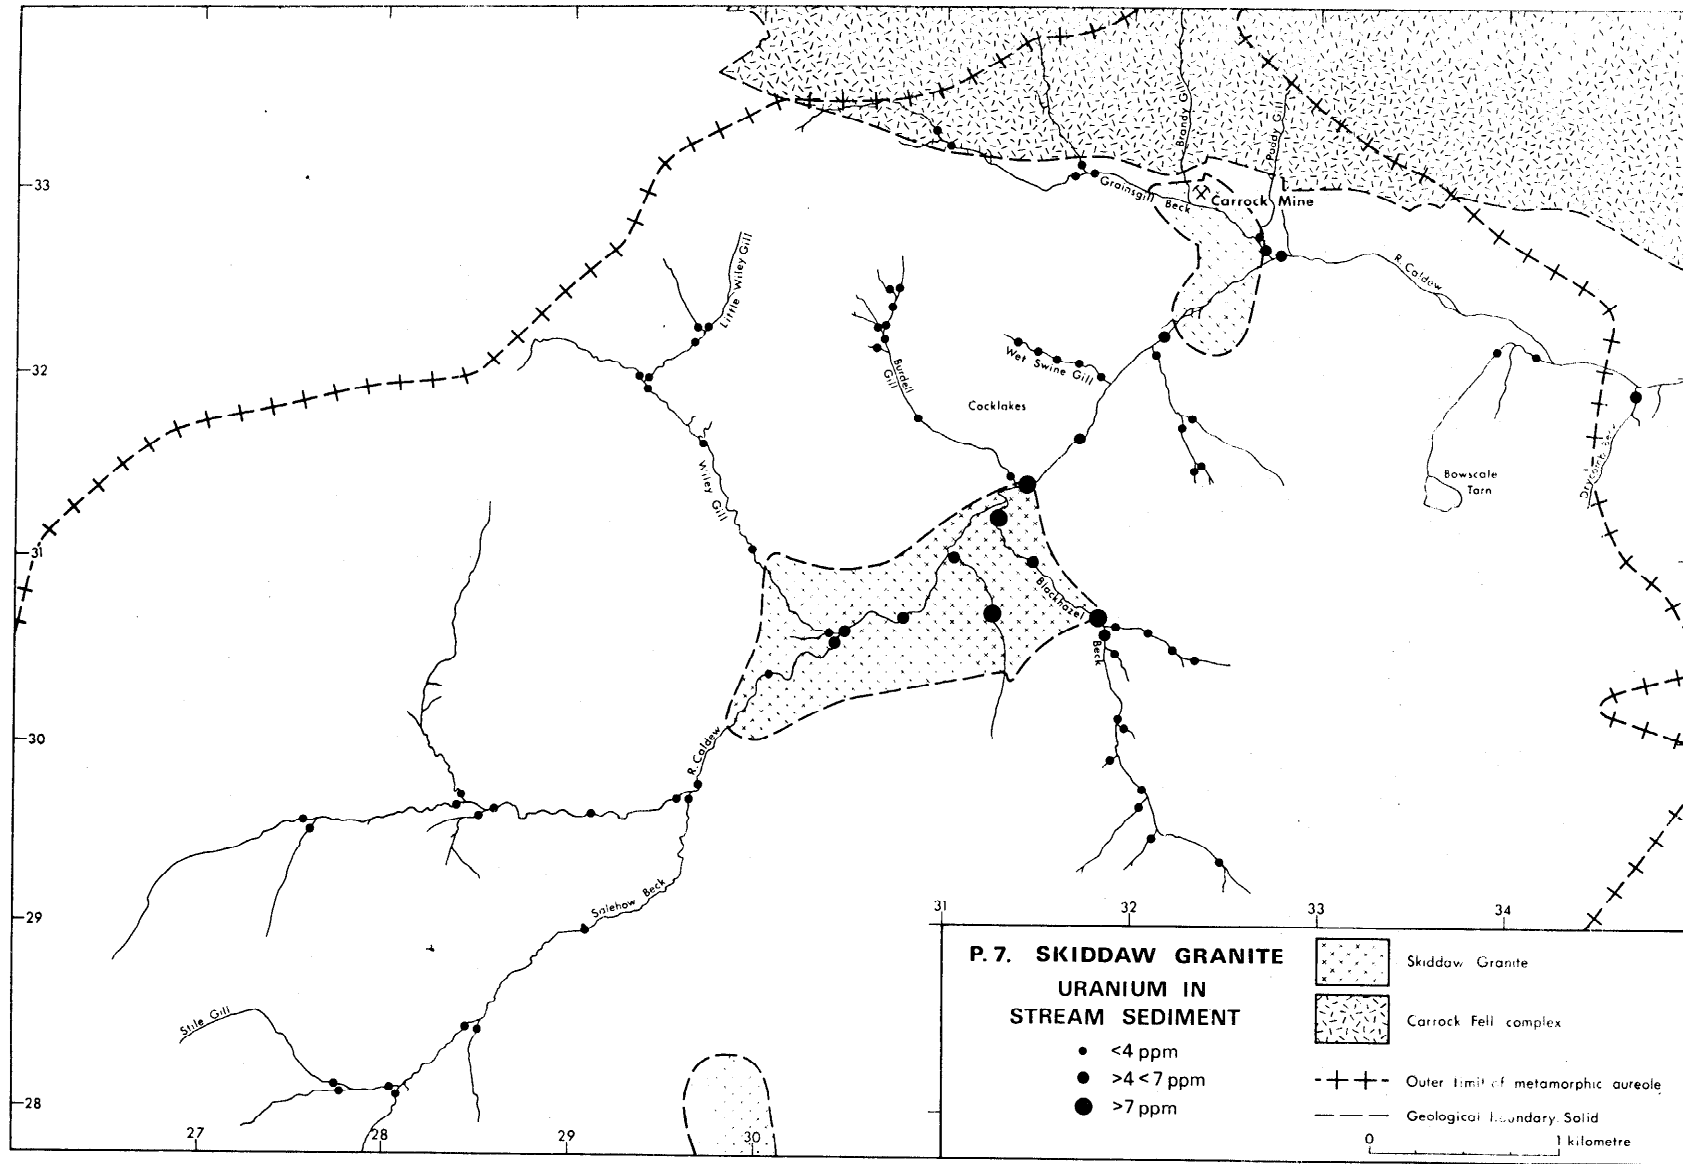 33
Brandy Gill
Poddy Gill
Grainsgill Beck
Carrock Mine
Little Wiley Gill
R. Caldew
32
Burdell
Gill
Wet Swine Gill
Cocklakes
Wiley Gill
Bowscale
Tarn
31
Blackhazel
Beck
30
R. Caldew
29
Salehow Beck
Stile Gill
28
27
28
29
30
31
32
33
34
P.7. SKIDDAW GRANITE
URANIUM IN
STREAM SEDIMENT
<4 ppm
>4 <7 ppm
>7 ppm
Skiddaw Granite
Carrock Fell complex
Outer limit of metamorphic aureole
Geological boundary. Solid
0
1 kilometre